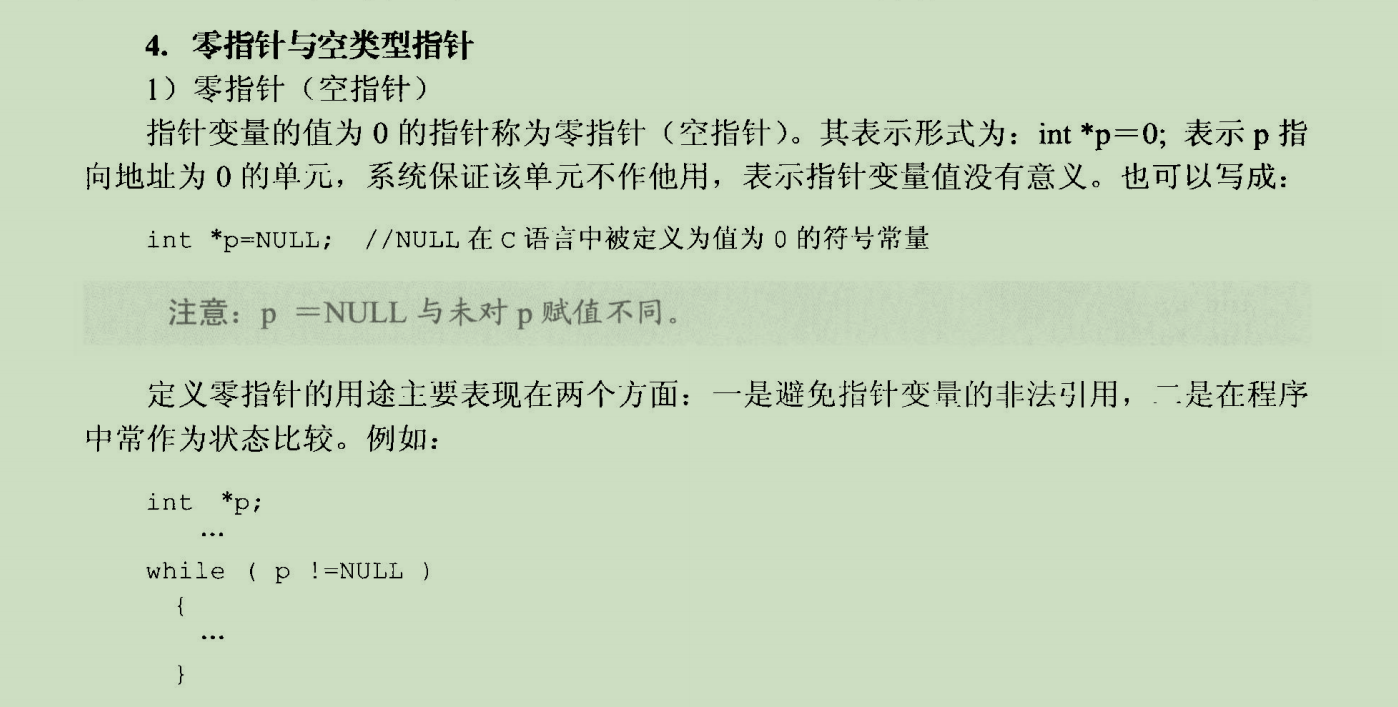 4. 零指针与空类型指针
1）零指针（空指针）
指针变量的值为 0 的指针称为零指针（空指针）。其表示形式为：int *p＝0; 表示 p 指
向地址为 0 的单元，系统保证该单元不作他用，表示指针变量值没有意义。也可以写成：
int *p=NULL; //NULL 在 C 语言中被定义为值为 0 的符号常量
注意：p ＝NULL 与未对 p 赋值不同。
定义零指针的用途主要表现在两个方面：一是避免指针变量的非法引用，二是在程序
中常作为状态比较。例如：
int *p;
…
while ( p !=NULL )
{
…
}